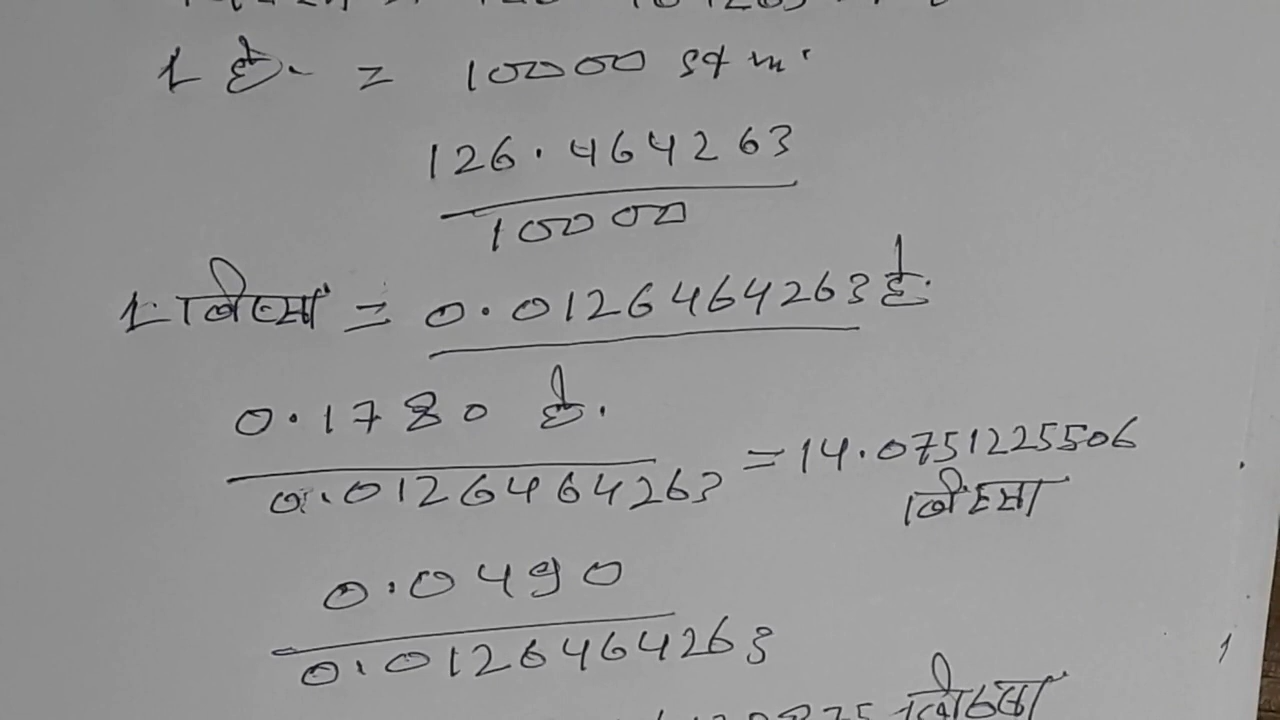 1 हे. = 10000 sq m.
126.464263
10000
1 बिस्सा = 0.0126464263 हे.
0.1780 हे.
0.0126464263 = 14.0751225506
बिस्सा
0.0490
0.0126464263